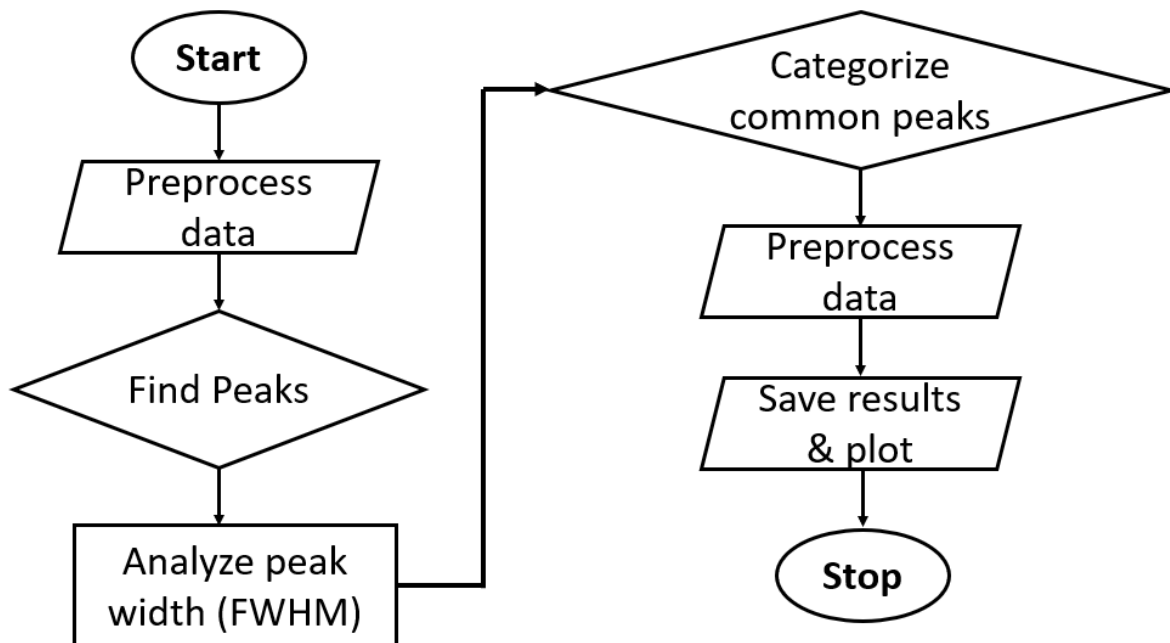 Start
Preprocess
data
Find Peaks
Analyze peak
width (FWHM)
Categorize
common peaks
Preprocess
data
Save results
& plot
Stop